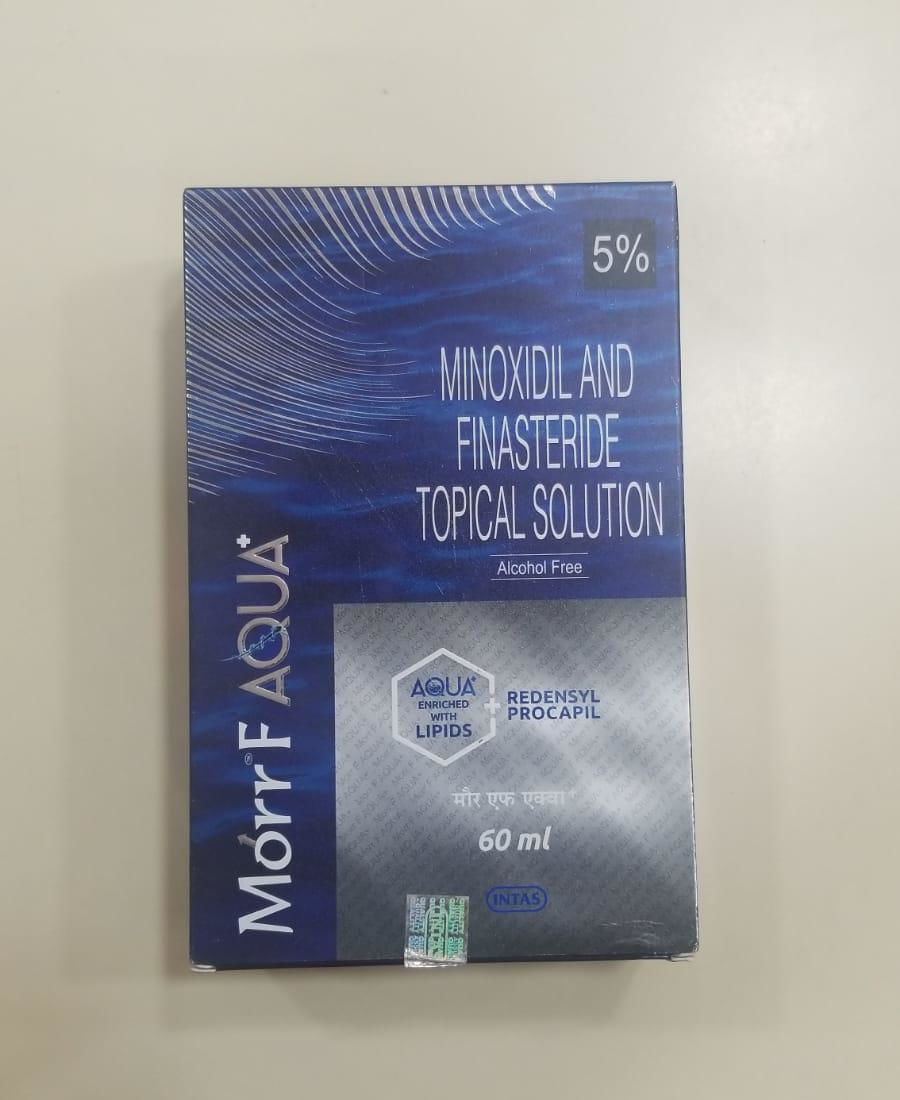 5%
MINOXIDIL AND
FINASTERIDE
TOPICAL SOLUTION
Alcohol Free
Morr F AQUA+
AQUA+
ENRICHED
WITH
LIPIDS
+
REDENSYL
PROCAPIL
मौर एफ एक्वा+
60 ml
INTAS